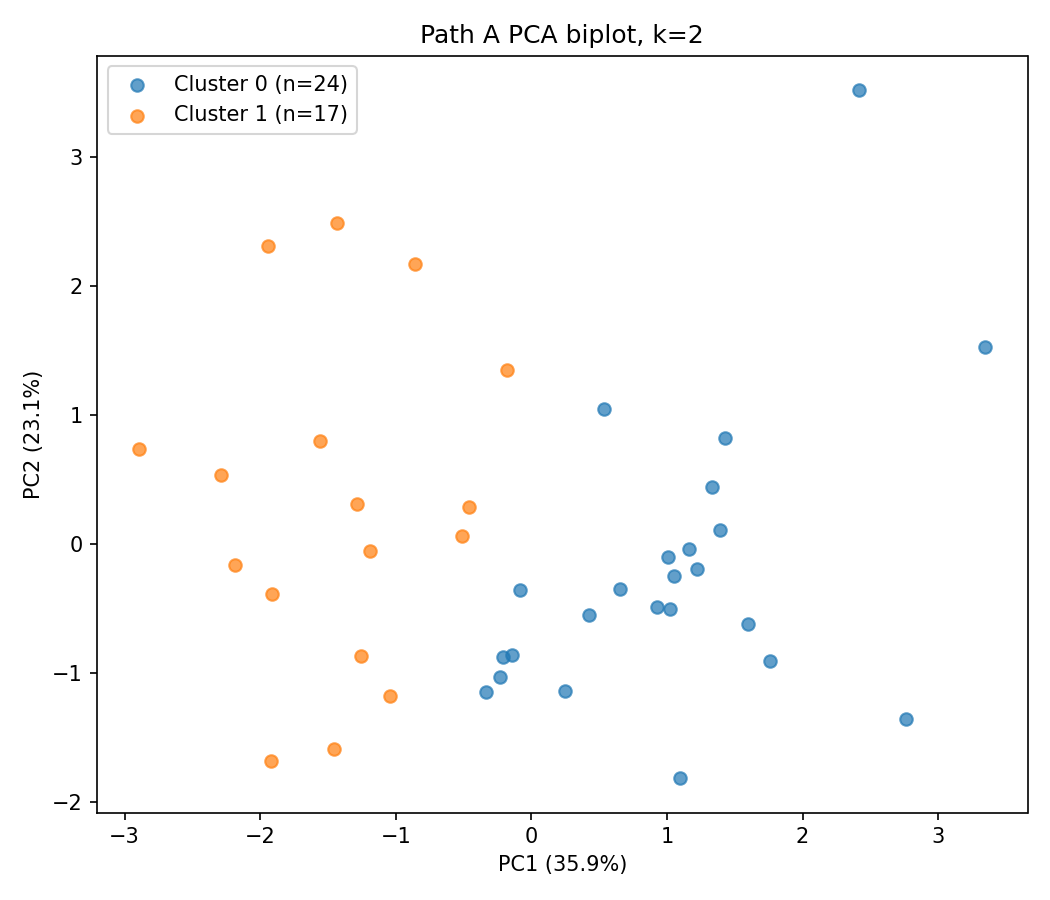 Path A PCA biplot, k=2
Cluster 0 (n=24)
Cluster 1 (n=17)
PC2 (23.1%)
3
2
1
0
−1
−2
−3 −2 −1 0 1 2 3
PC1 (35.9%)